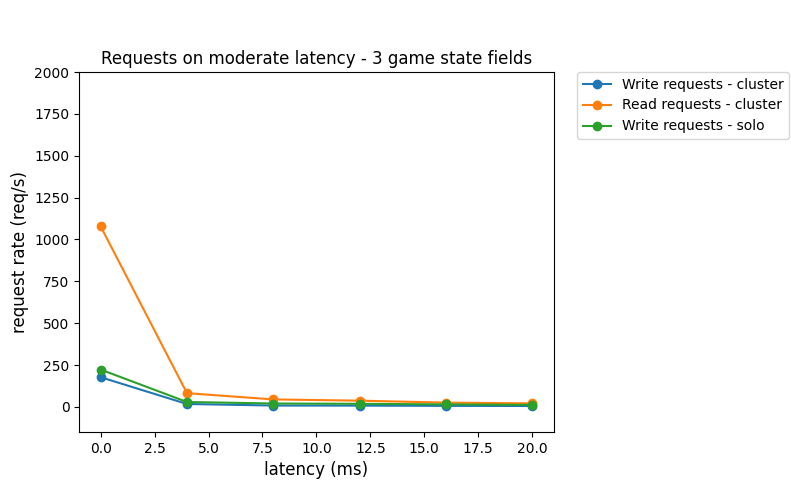 Requests on moderate latency - 3 game state fields
Write requests - cluster
Read requests - cluster
Write requests - solo
request rate (req/s)
2000
1750
1500
1250
1000
750
500
250
0
0.0 2.5 5.0 7.5 10.0 12.5 15.0 17.5 20.0
latency (ms)